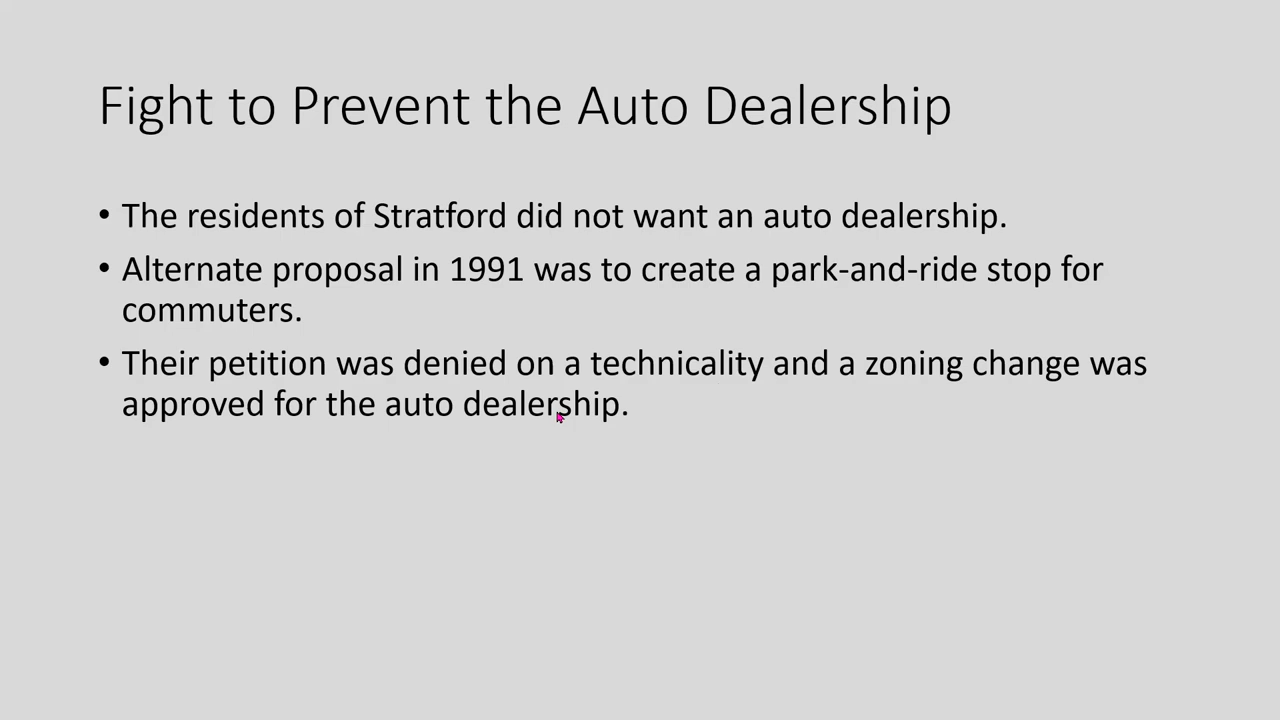 Fight to Prevent the Auto Dealership
• The residents of Stratford did not want an auto dealership.
• Alternate proposal in 1991 was to create a park-and-ride stop for
commuters.
• Their petition was denied on a technicality and a zoning change was
approved for the auto dealership.